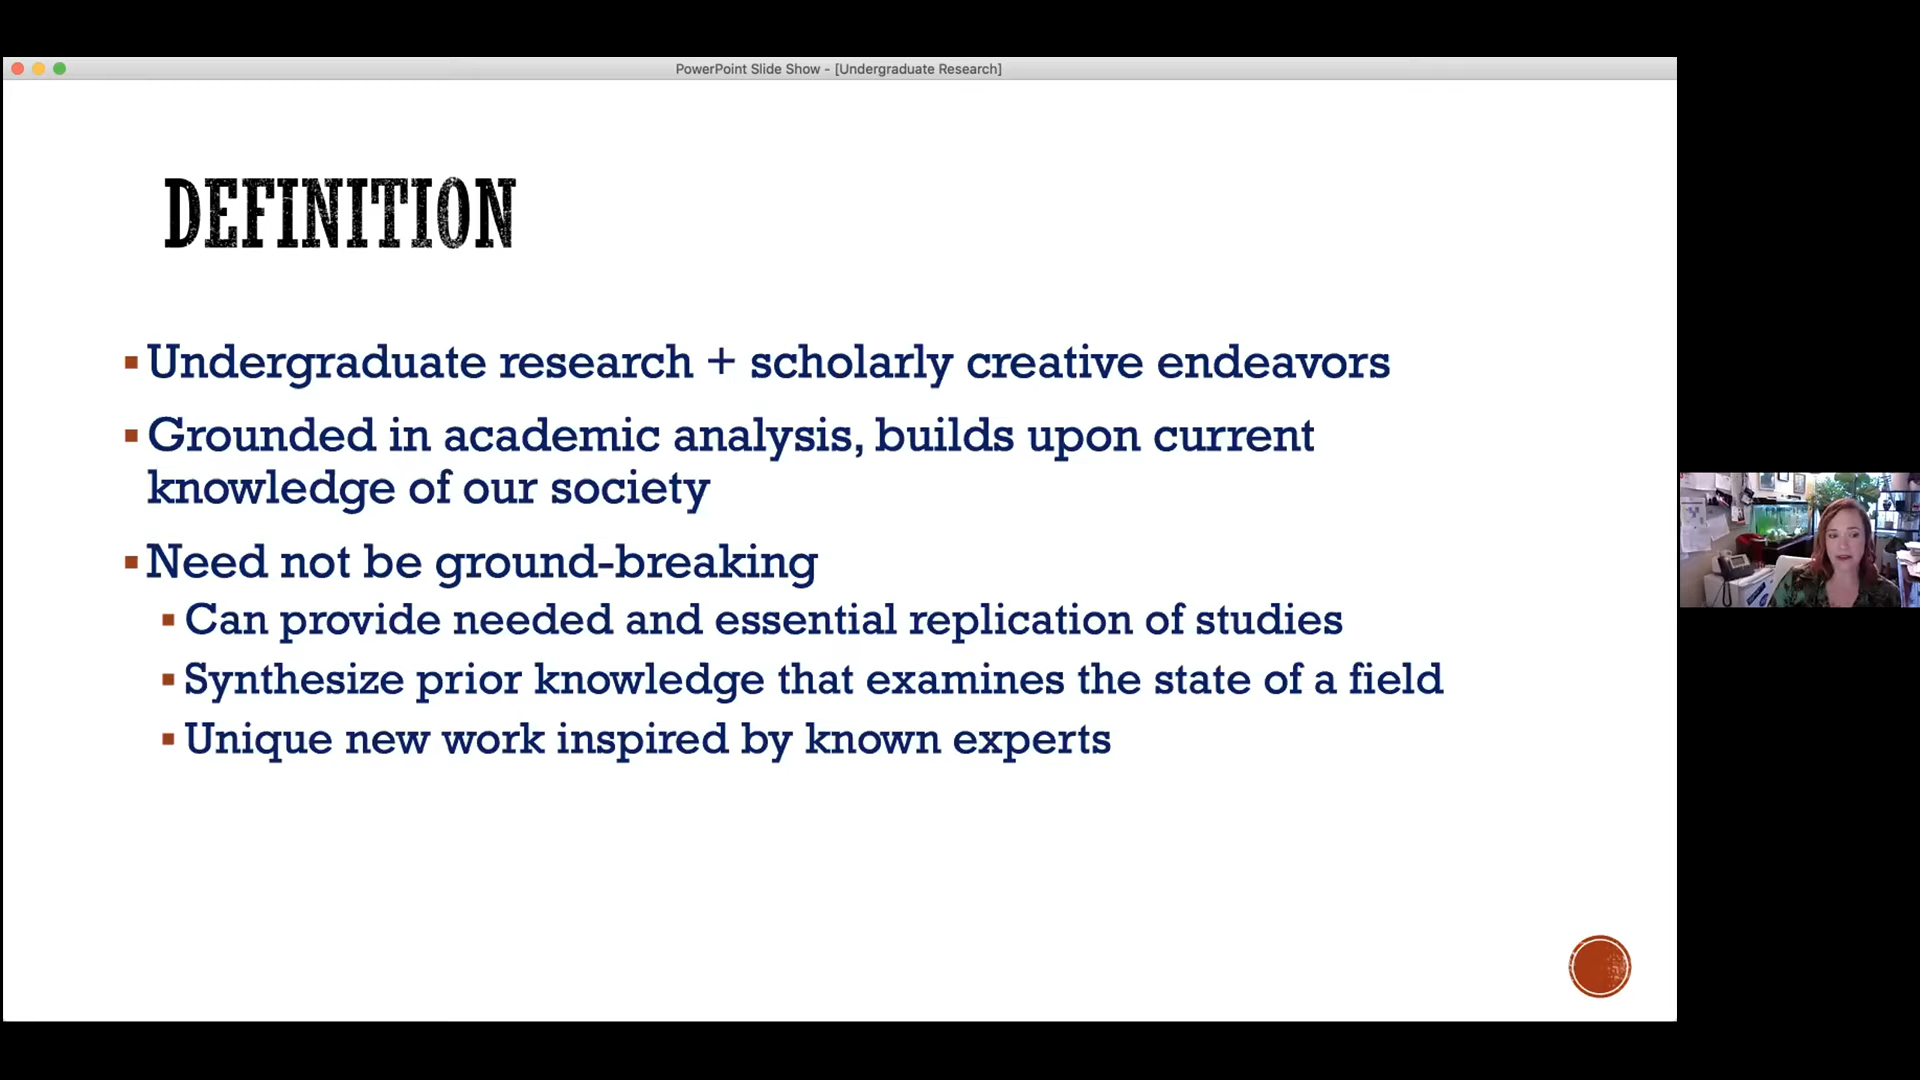 PowerPoint Slide Show - [Undergraduate Research]
DEFINITION
Undergraduate research + scholarly creative endeavors
Grounded in academic analysis, builds upon current
knowledge of our society
Need not be ground-breaking
Can provide needed and essential replication of studies
Synthesize prior knowledge that examines the state of a field
Unique new work inspired by known experts